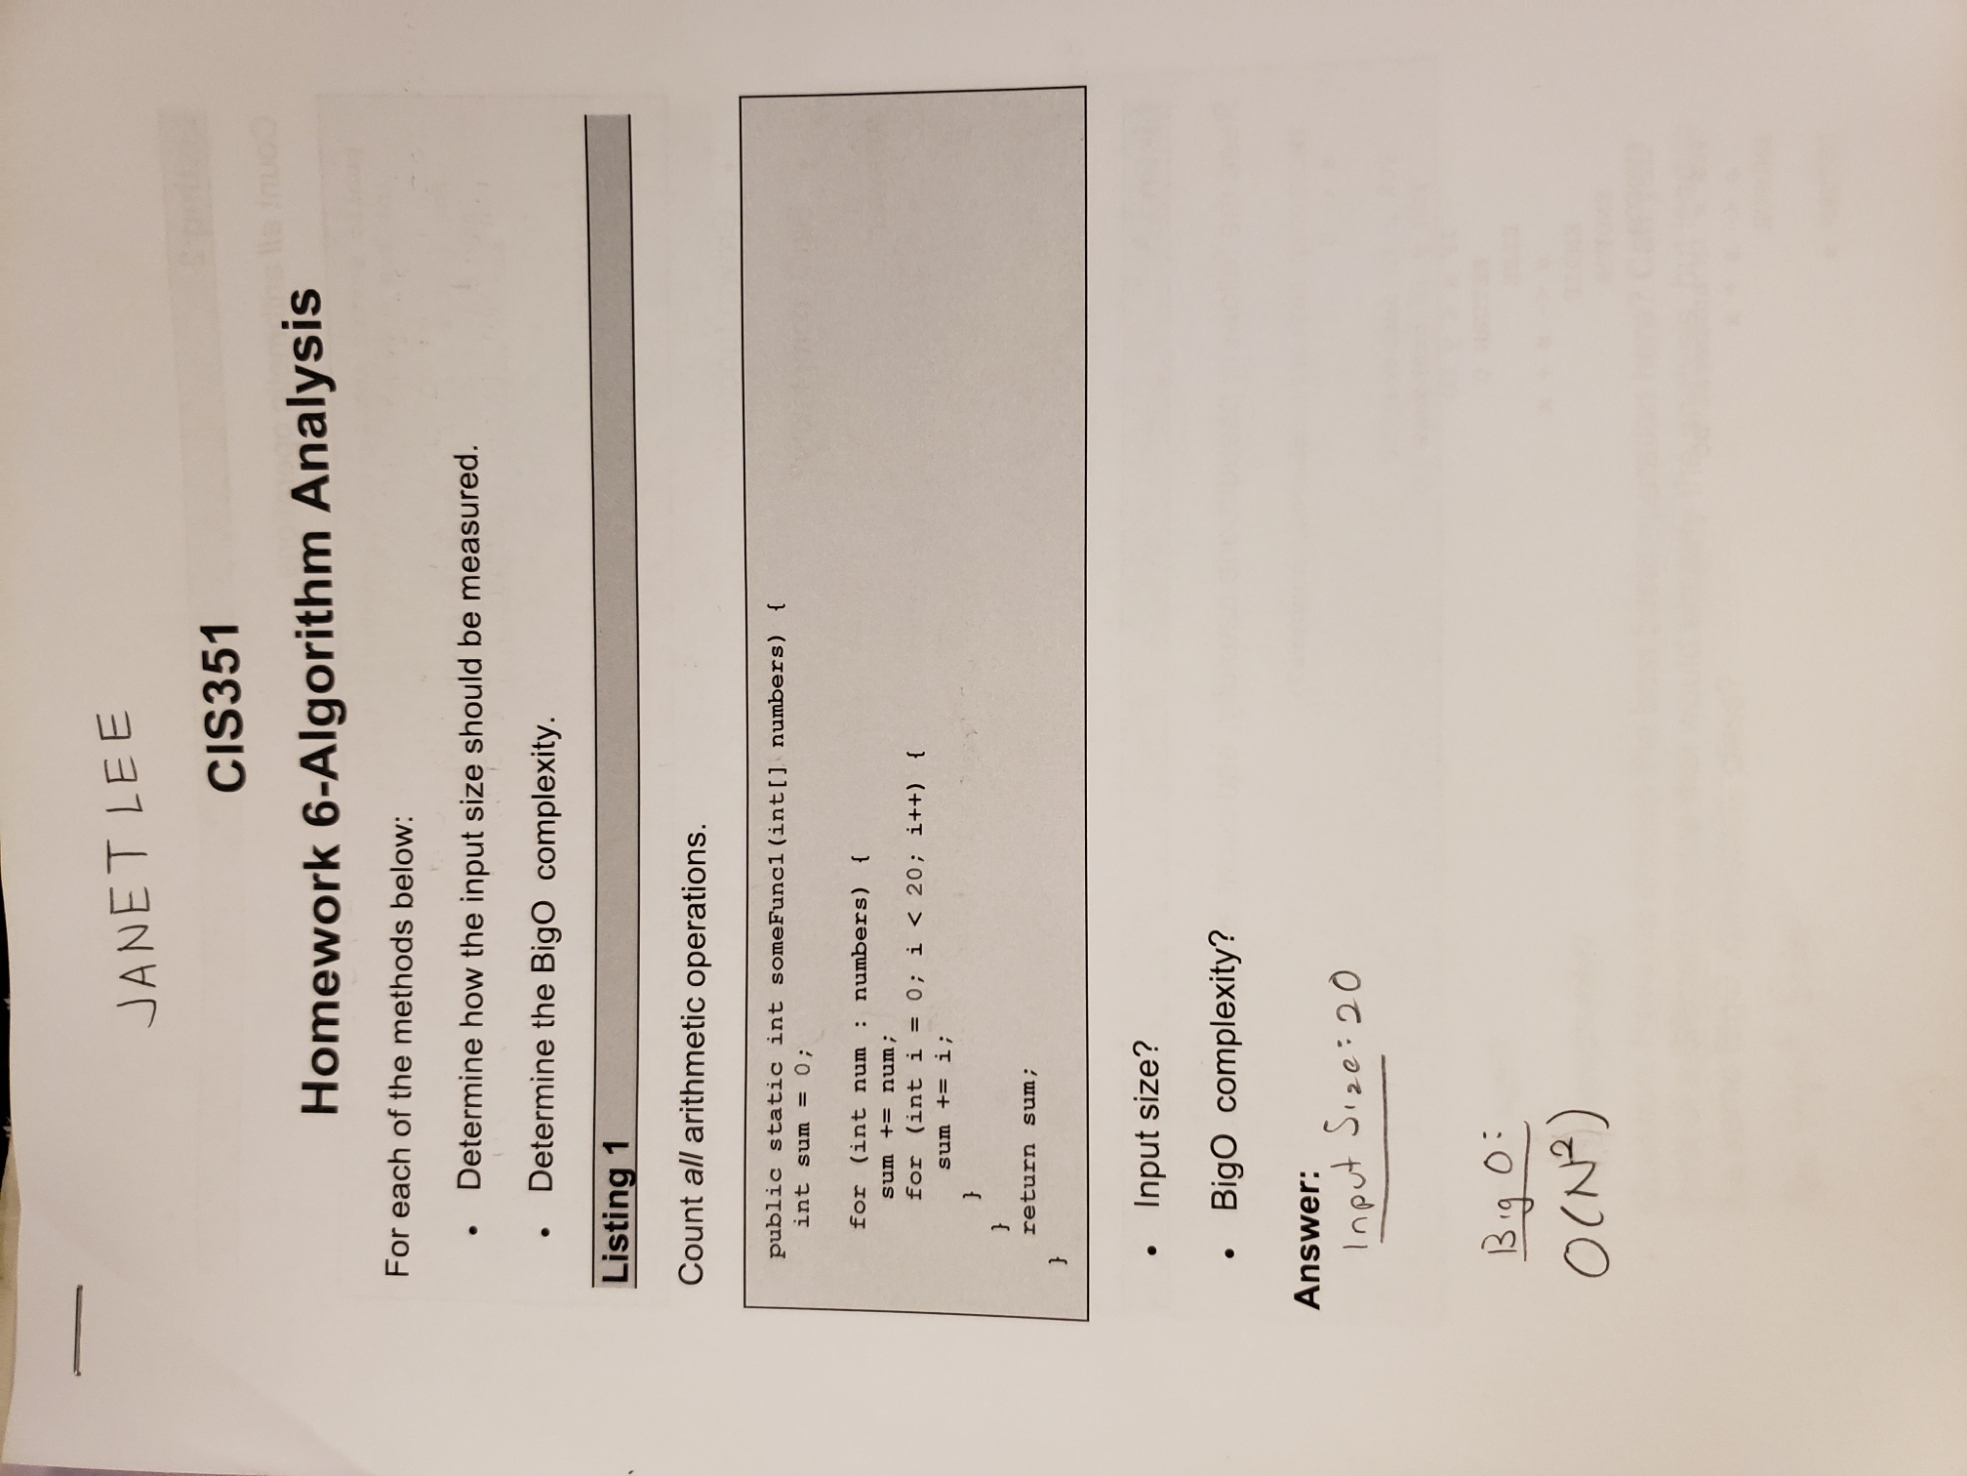 JANET LEE
CIS351
Homework 6-Algorithm Analysis
For each of the methods below:
• Determine how the input size should be measured.
• Determine the BigO complexity.
Listing 1
Count all arithmetic operations.
public static int someFunc1(int[] numbers) {
int sum = 0;
for (int num : numbers) {
sum += num;
for (int i = 0; i < 20; i++) {
sum += i;
}
}
return sum;
}
• Input size?
• BigO complexity?
Answer:
Input Size: 20
Big O:
O(N²)